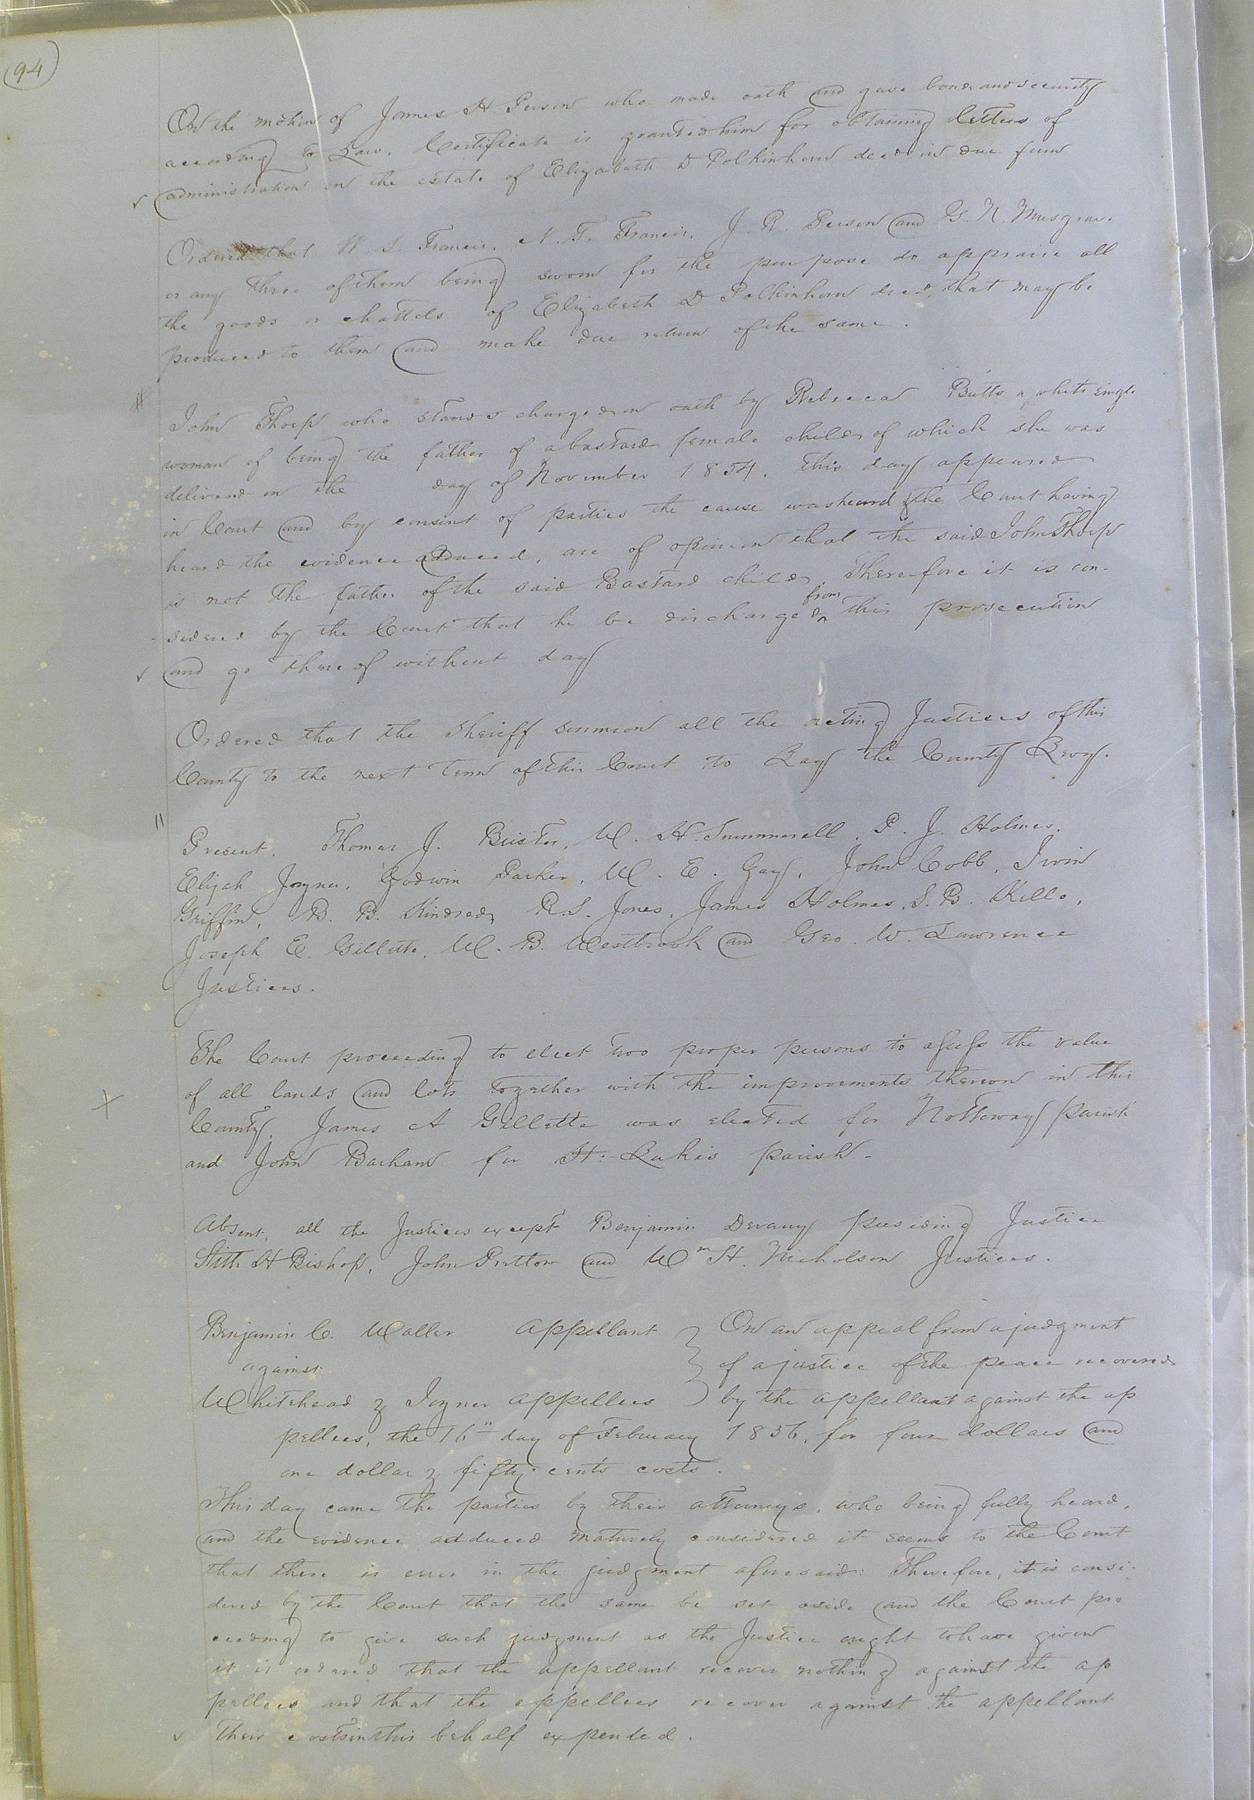 (94)
On the motion of James H Person who made oath and gave bond and security
according to Law. Certificate is granted him for obtaining letters of
administration on the estate of Elizabeth D Polkinhorn decd in due form
Ordered that W. S. Francis, N. T. Francis, J. R. Person and G. N. Musgrave
or any three of them being sworn for the purpose do appraise all
the goods or chattels of Elizabeth D Polkinhorn decd, that may be
produced to them and make due return of the same.
John Thorp who stands charged on oath by Rebecca Butts a white single
woman of being the father of a bastard female child of which she was
delivered on the day of November 1854. This day appeared
in Court and by consent of parties the cause was heard & the Court having
heard the evidence adduced, are of opinion that the said John Thorp
is not the father of the said Bastard child. Therefore it is con-
sidered by the Court that he be discharged from this prosecution
and go thereof without day
Ordered that the Sheriff summon all the acting Justices of this
County to the next Term of this Court to Lay the County Levy.
Present. Thomas J. Bristor, W. H. Summerell, P. J. Holmes,
Elijah Joyner, Godwin Parker, W. E. Gay, John Cobb, Irvin
Griffin, B. B. Kindred, R. S. Jones, James Holmes, S. B. Kello,
Joseph E. Gillette, W. B. Westbrook and Geo. W. Lawrence
Justices.
The Court proceeding to elect two proper persons to assess the value
of all lands and lots together with the improvements thereon in this
County, James A Gillette was elected for Nottoway parish
and John Barham for St. Lukes parish.
Absent, all the Justices except Benjamin Devany presiding Justice
Stith H Bishop, John Pretlow and Wm H. Nicholson Justices.
Benjamin C. Waller appellant } On an appeal from a judgment
against } of a justice of the peace recovered
Whitehead & Joyner appellees } by the appellant against the ap
pellees, the 16" day of February 1856, for four dollars and
one dollar & fifty cents costs.
This day came the parties by their attorneys, who being fully heard,
and the evidence adduced maturely considered it seems to the Court
that there is error in the judgment aforesaid: Therefore, it is consi-
dered by the Court that the same be set aside and the Court pro
ceeding to give such judgment as the Justice ought to have given
it is ordered that the appellant recover nothing against the ap
pellees and that the appellees recover against the appellant
their costs in this behalf expended.